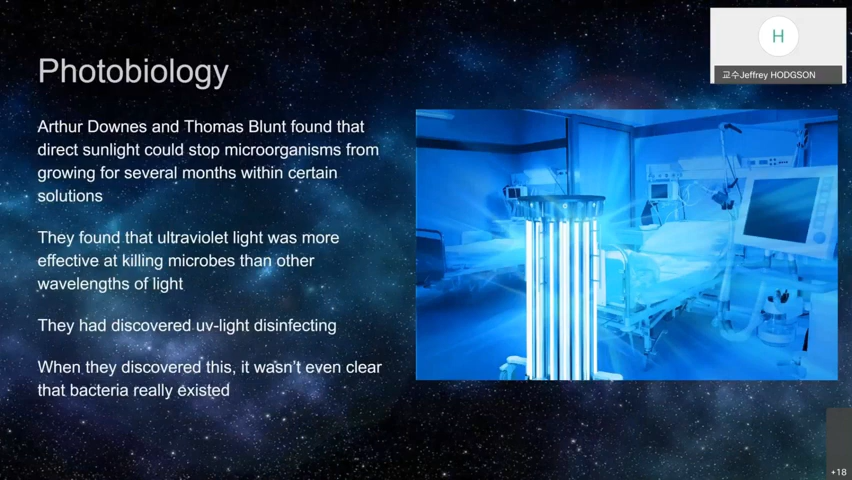 H
교수Jeffrey HODGSON
Photobiology
Arthur Downes and Thomas Blunt found that
direct sunlight could stop microorganisms from
growing for several months within certain
solutions
They found that ultraviolet light was more
effective at killing microbes than other
wavelengths of light
They had discovered uv-light disinfecting
When they discovered this, it wasn't even clear
that bacteria really existed
+18